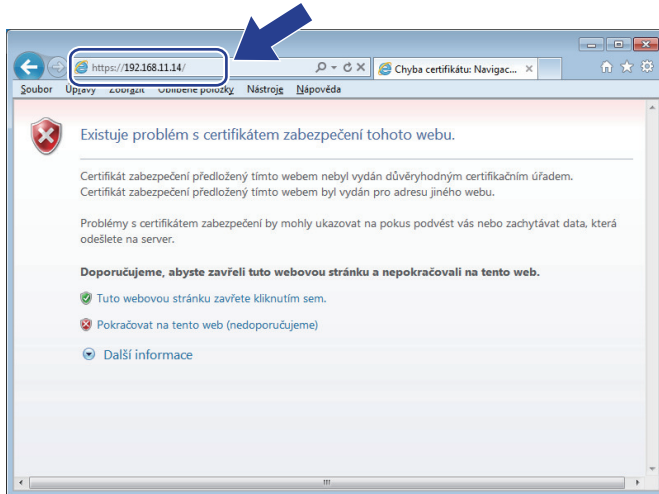 https://192.168.11.14/
Chyba certifikátu: Navigac...
Soubor Úpravy Zobrazit Oblíbené položky Nástroje Nápověda
Existuje problém s certifikátem zabezpečení tohoto webu.
Certifikát zabezpečení předložený tímto webem nebyl vydán důvěryhodným certifikačním úřadem.
Certifikát zabezpečení předložený tímto webem byl vydán pro adresu jiného webu.
Problémy s certifikátem zabezpečení by mohly ukazovat na pokus podvést vás nebo zachytávat data, která
odešlete na server.
Doporučujeme, abyste zavřeli tuto webovou stránku a nepokračovali na tento web.
Tuto webovou stránku zavřete kliknutím sem.
Pokračovat na tento web (nedoporučujeme)
Další informace